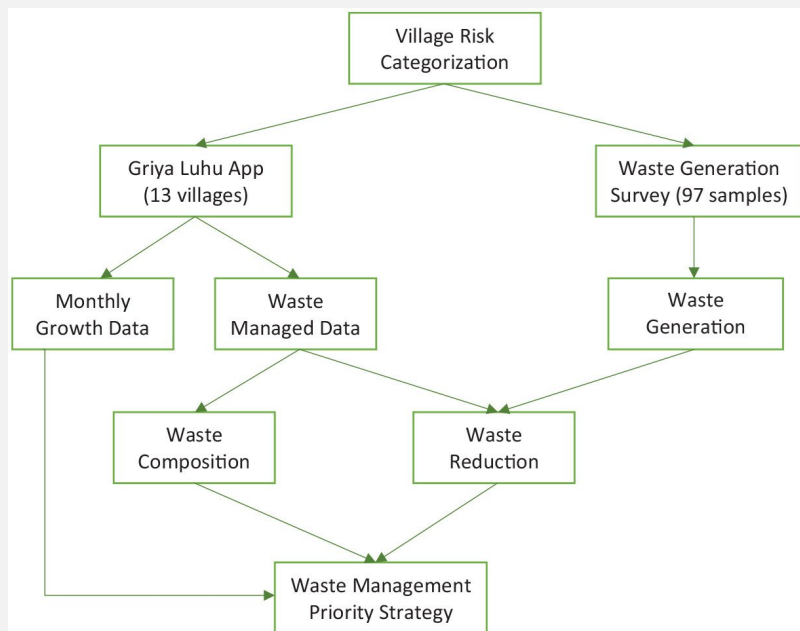 Village Risk
Categorization
Griya Luhu App
(13 villages)
Waste Generation
Survey (97 samples)
Monthly
Growth Data
Waste
Managed Data
Waste
Generation
Waste
Composition
Waste
Reduction
Waste Management
Priority Strategy